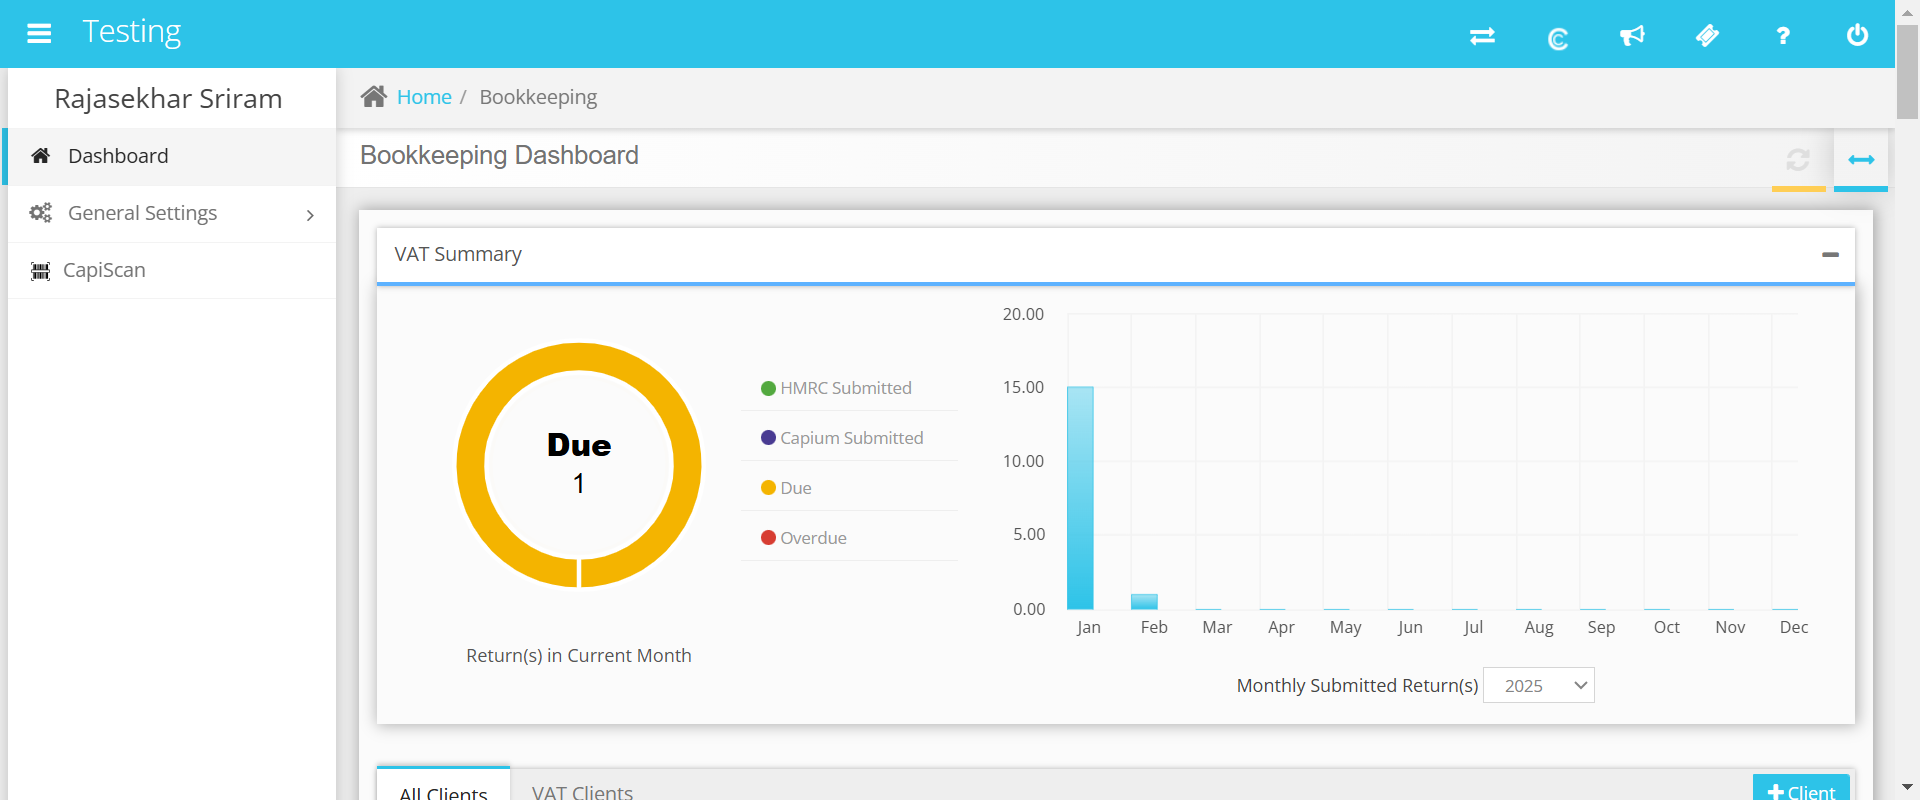 Testing
Rajasekhar Sriram
Dashboard
General Settings
CapiScan
Home / Bookkeeping
Bookkeeping Dashboard
VAT Summary
Due
1
Return(s) in Current Month
HMRC Submitted
Capium Submitted
Due
Overdue
20.00
15.00
10.00
5.00
0.00
Jan Feb Mar Apr May Jun Jul Aug Sep Oct Nov Dec
Monthly Submitted Return(s) 2025
All Clients
VAT Clients
+ Client